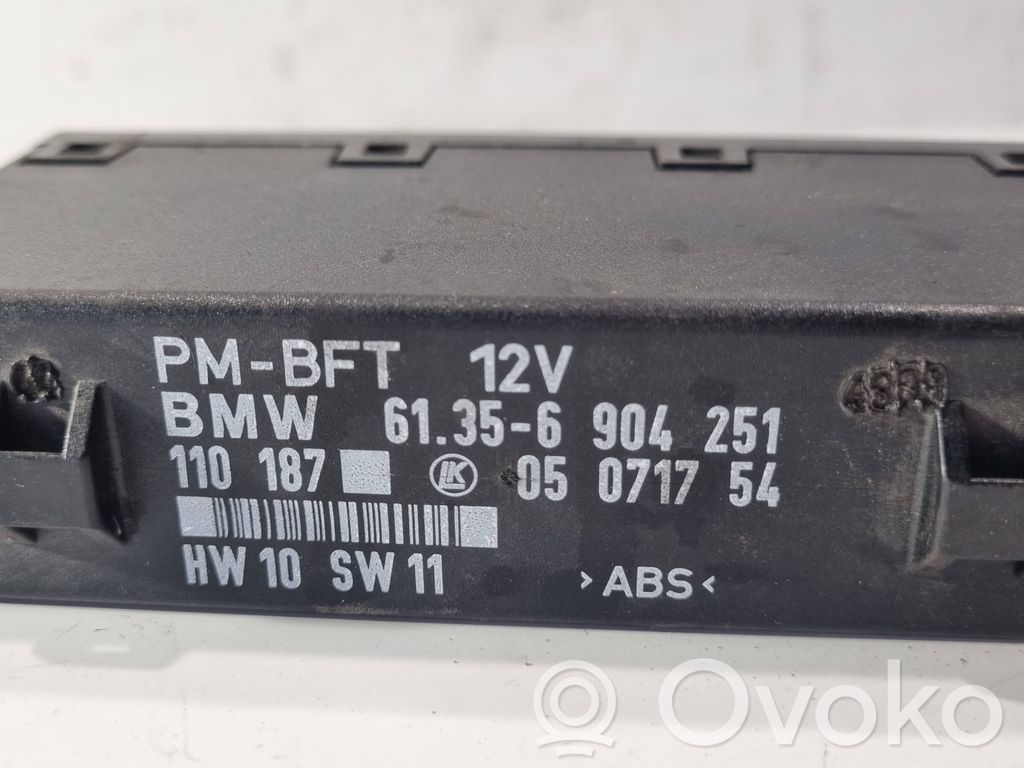 PM-BFT 12V
BMW 61.35-6 904 251
110 187 LK 05 0717 54
HW 10 SW 11 >ABS<
Ovoko